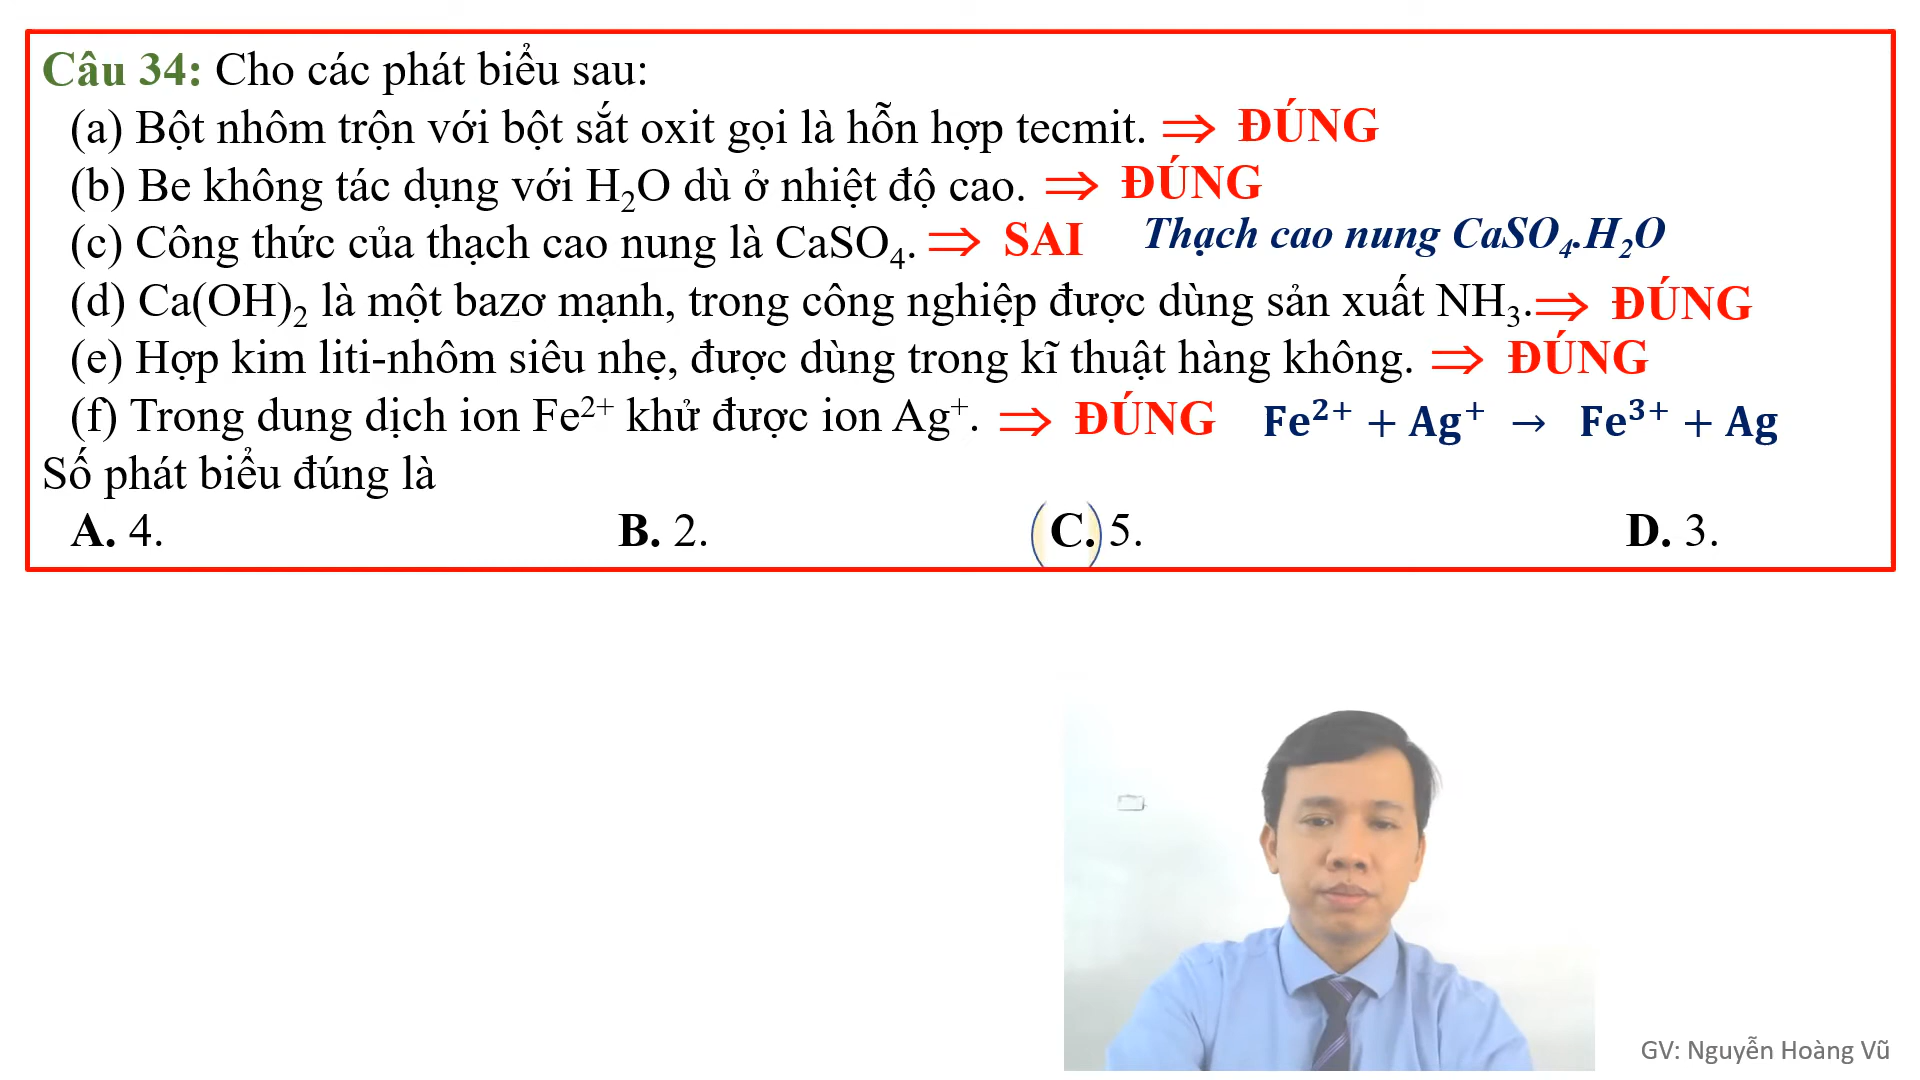 Câu 34: Cho các phát biểu sau:
(a) Bột nhôm trộn với bột sắt oxit gọi là hỗn hợp tecmit. ⇒ ĐÚNG
(b) Be không tác dụng với H₂O dù ở nhiệt độ cao. ⇒ ĐÚNG
(c) Công thức của thạch cao nung là CaSO₄. ⇒ SAI Thạch cao nung CaSO₄.H₂O
(d) Ca(OH)₂ là một bazơ mạnh, trong công nghiệp được dùng sản xuất NH₃. ⇒ ĐÚNG
(e) Hợp kim liti-nhôm siêu nhẹ, được dùng trong kĩ thuật hàng không. ⇒ ĐÚNG
(f) Trong dung dịch ion Fe²⁺ khử được ion Ag⁺. ⇒ ĐÚNG Fe²⁺ + Ag⁺ → Fe³⁺ + Ag
Số phát biểu đúng là
A. 4. B. 2. C. 5. D. 3.
GV: Nguyễn Hoàng Vũ